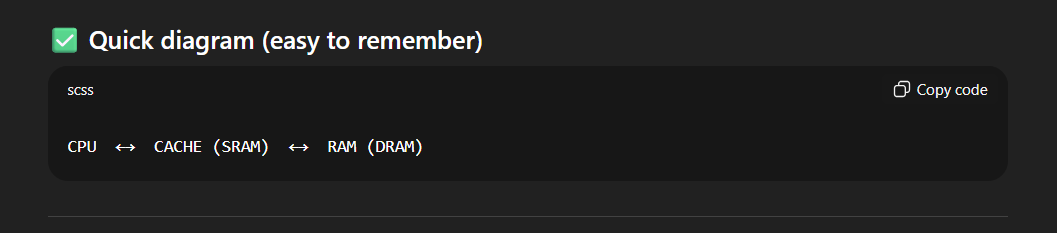 ✅ Quick diagram (easy to remember)
scss
Copy code
CPU ↔ CACHE (SRAM) ↔ RAM (DRAM)